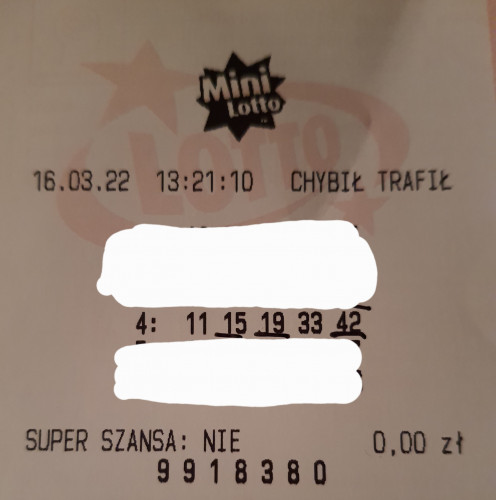 Mini
Lotto
LOTTO
16.03.22 13:21:10 CHYBIŁ TRAFIŁ
4: 11 15 19 33 42
SUPER SZANSA: NIE 0,00 zł
9918380